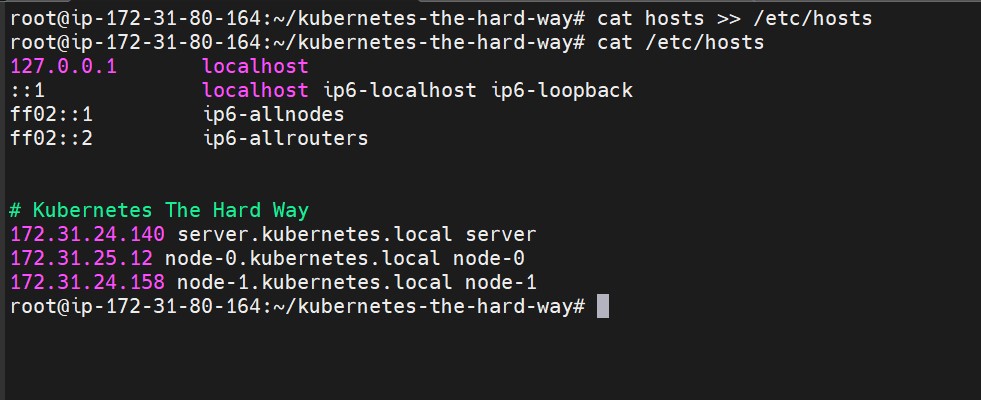 root@ip-172-31-80-164:~/kubernetes-the-hard-way# cat hosts >> /etc/hosts
root@ip-172-31-80-164:~/kubernetes-the-hard-way# cat /etc/hosts
127.0.0.1       localhost
::1             localhost ip6-localhost ip6-loopback
ff02::1         ip6-allnodes
ff02::2         ip6-allrouters
# Kubernetes The Hard Way
172.31.24.140 server.kubernetes.local server
172.31.25.12 node-0.kubernetes.local node-0
172.31.24.158 node-1.kubernetes.local node-1
root@ip-172-31-80-164:~/kubernetes-the-hard-way#